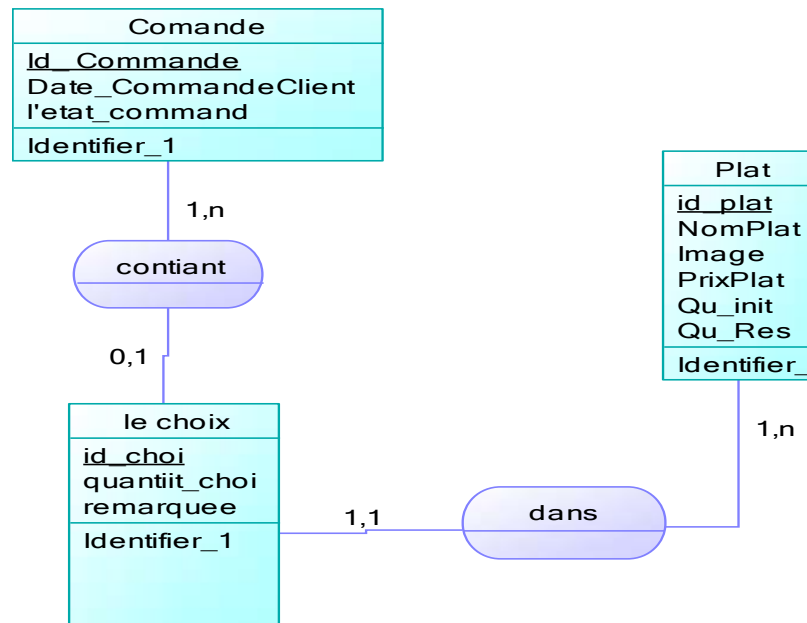 Comande
Id_Commande
Date_CommandeClient
l'etat_command
Identifier_1
1,n
contiant
0,1
le choix
id_choi
quantiit_choi
remarquee
Identifier_1
1,1
dans
1,n
Plat
id_plat
NomPlat
Image
PrixPlat
Qu_init
Qu_Res
Identifier_